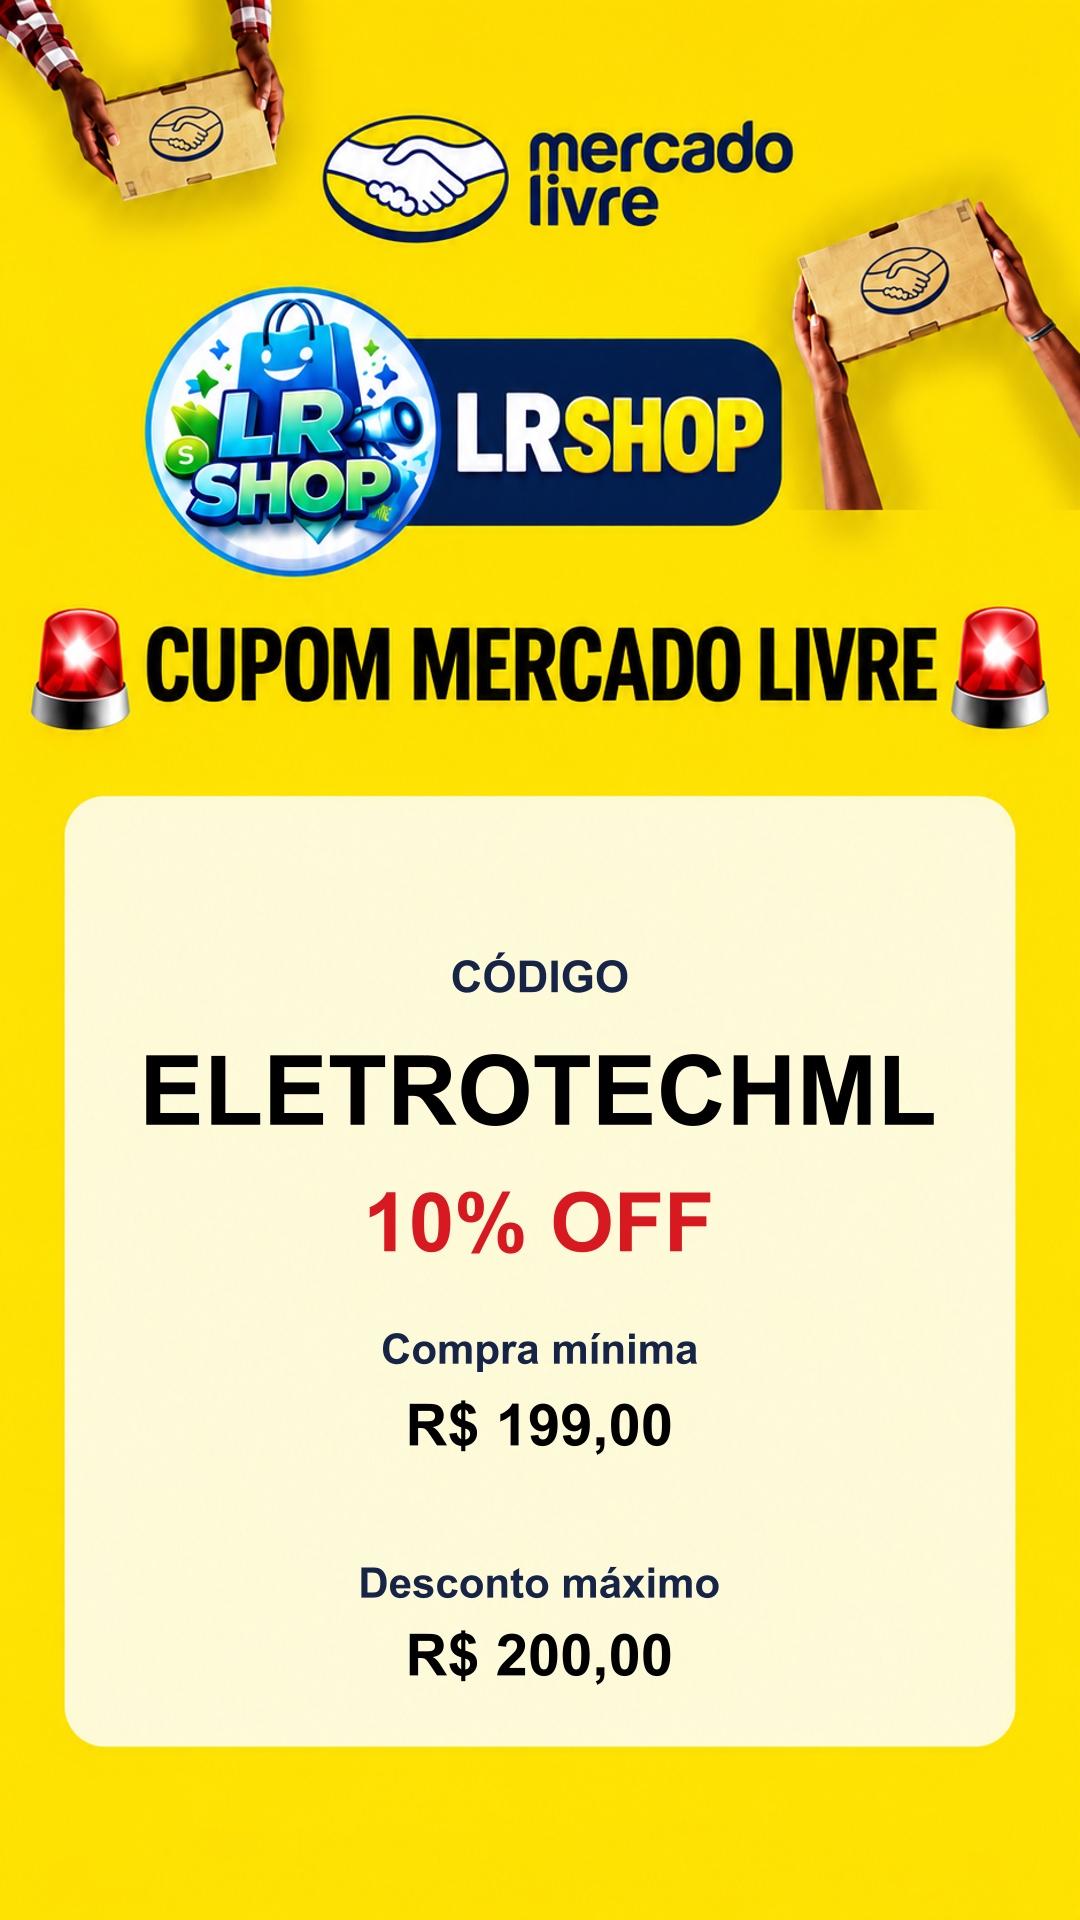 mercado
livre
LR
SHOP
S
LRSHOP
CUPOM MERCADO LIVRE
CÓDIGO
ELETROTECHML
10% OFF
Compra mínima
R$ 199,00
Desconto máximo
R$ 200,00